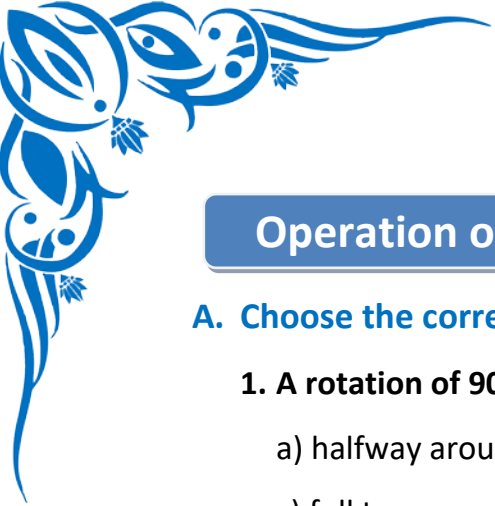 Operation o
A. Choose the corre
1. A rotation of 90
a) halfway arou